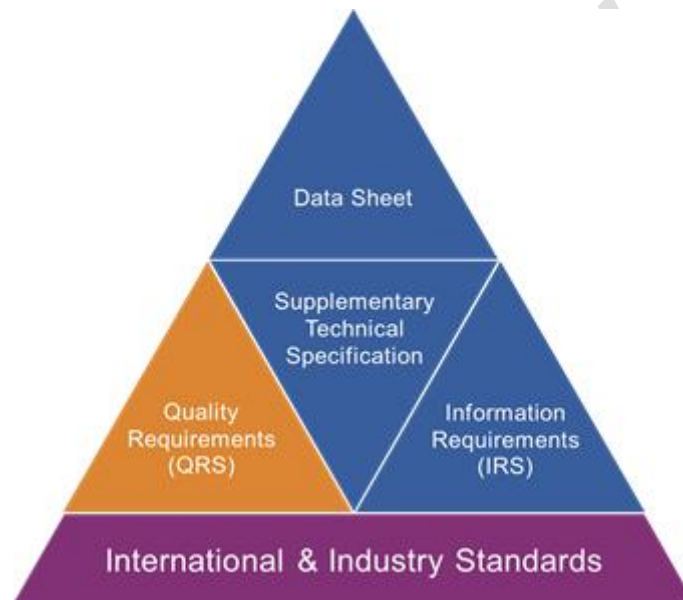 Data Sheet
Supplementary
Technical
Specification
Quality
Requirements
(QRS)
Information
Requirements
(IRS)
International & Industry Standards